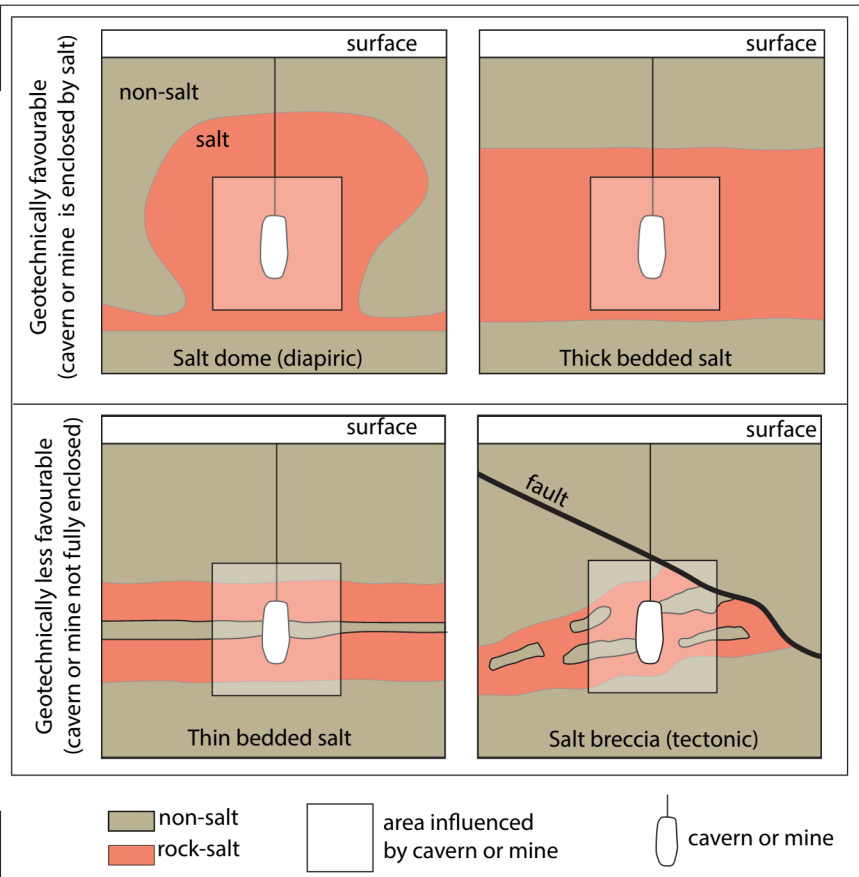 Geotechnically favourable
(cavern or mine is enclosed by salt)
surface
non-salt
salt
Salt dome (diapiric)
surface
Thick bedded salt
Geotechnically less favourable
(cavern or mine not fully enclosed)
surface
Thin bedded salt
surface
fault
Salt breccia (tectonic)
non-salt
rock-salt
area influenced
by cavern or mine
cavern or mine